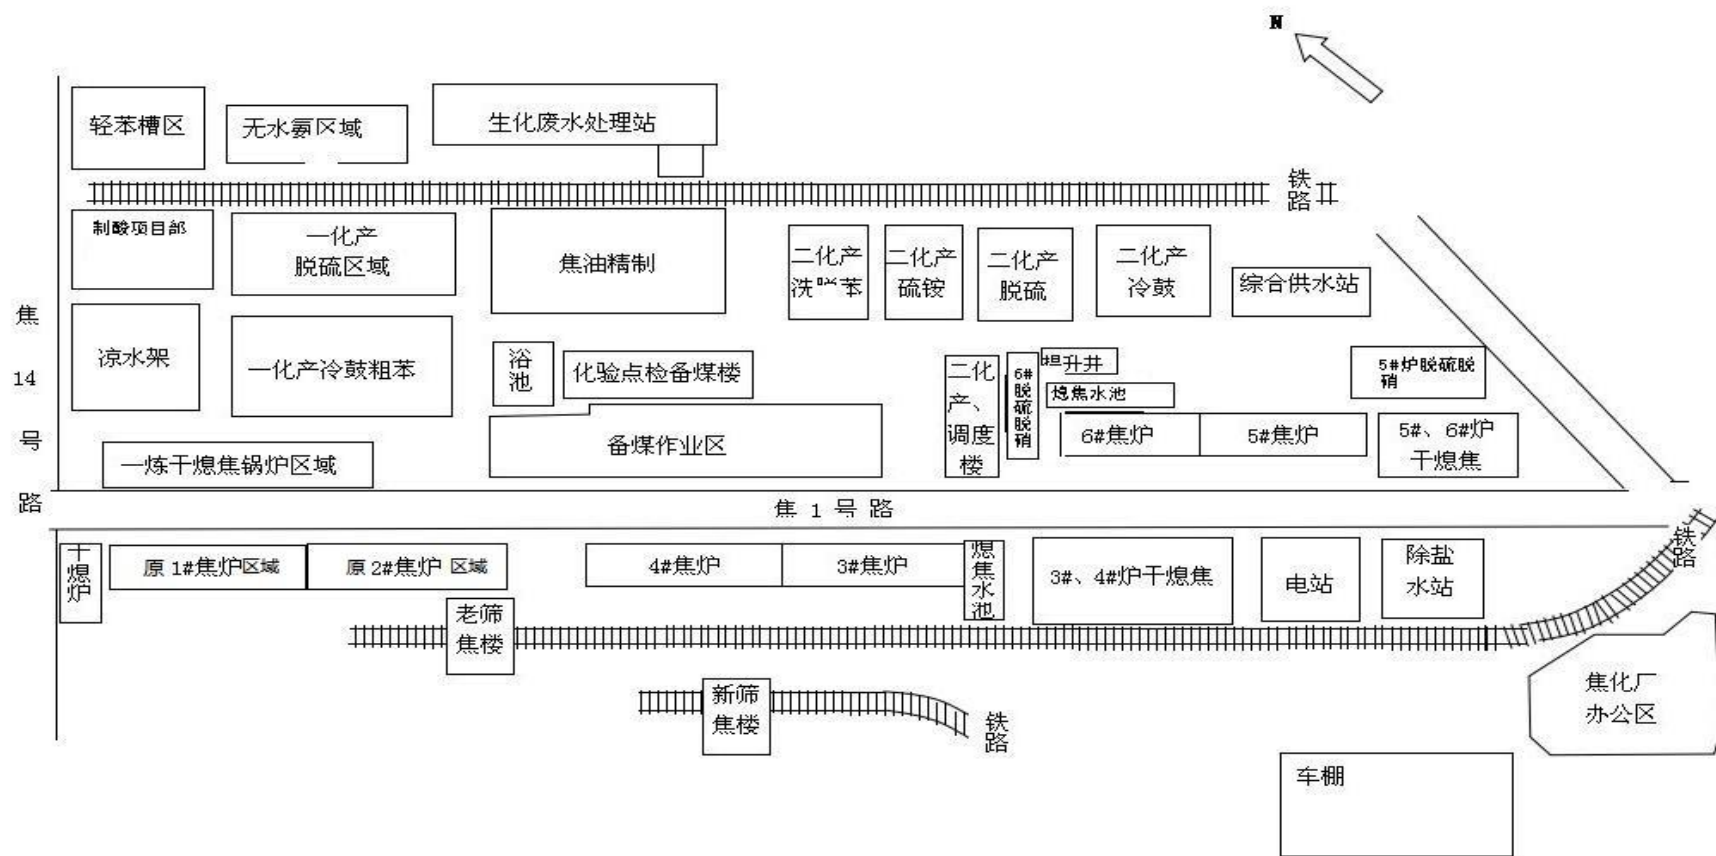 N
轻苯槽区
无水氨区域
生化废水处理站
铁
路
制酸项目部
一化产
脱硫区域
焦油精制
二化产
洗脱苯
二化产
硫铵
二化产
脱硫
二化产
冷鼓
综合供水站
焦
14
号
路
凉水架
一化产冷鼓粗苯
浴
池
化验点检备煤楼
二化
产、
调度
楼
6#
脱
硫
脱
硝
升井
熄焦水池
5#炉脱硫脱
硝
一炼干熄焦锅炉区域
备煤作业区
6#焦炉
5#焦炉
5#、6#炉
干熄焦
焦 1 号 路
干
熄
炉
原1#焦炉区域
原2#焦炉 区域
4#焦炉
3#焦炉
熄
焦
水
池
3#、4#炉干熄焦
电站
除盐
水站
铁
路
老筛
焦楼
新筛
焦楼
铁
路
焦化厂
办公区
车棚